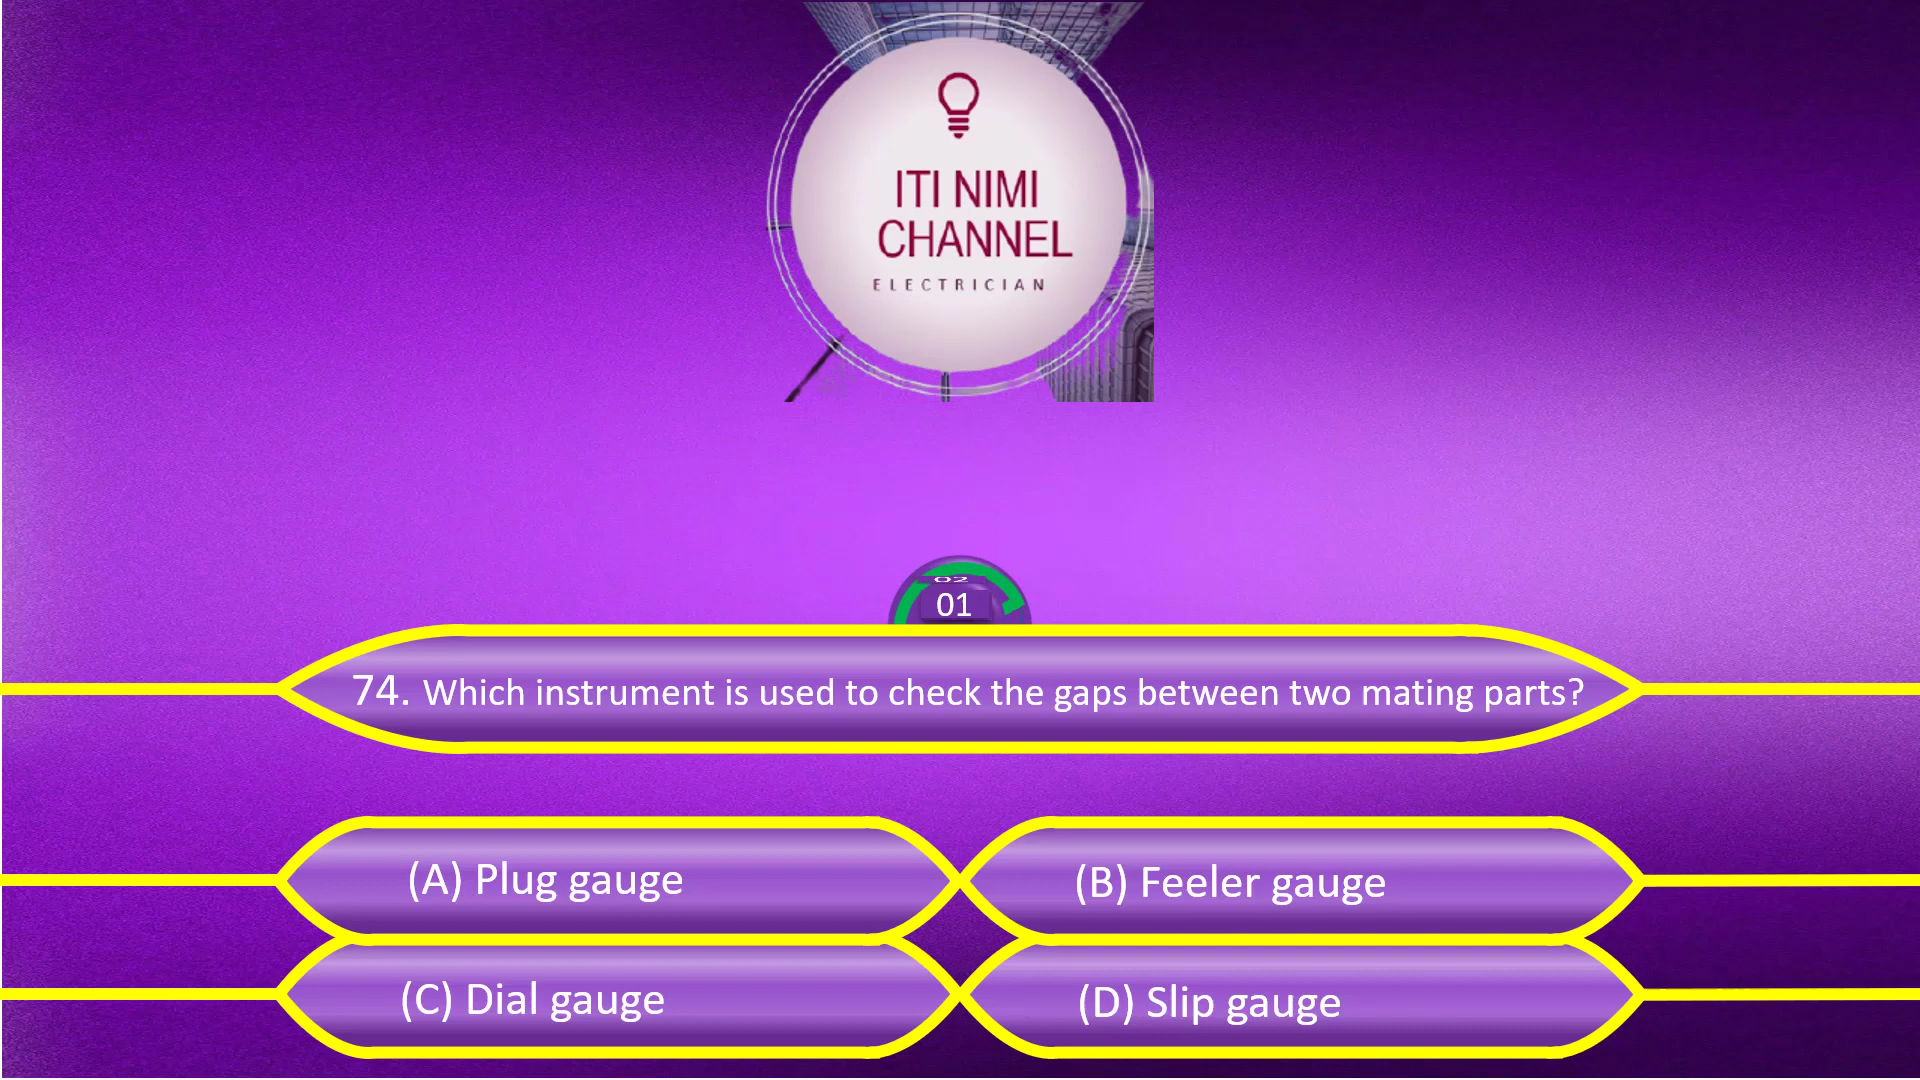 ITI NIMI
CHANNEL
ELECTRICIAN
02
01
74. Which instrument is used to check the gaps between two mating parts?
(A) Plug gauge
(B) Feeler gauge
(C) Dial gauge
(D) Slip gauge